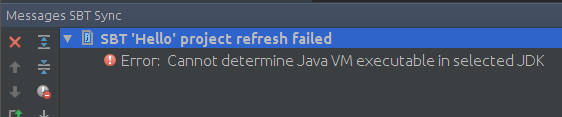 Messages SBT Sync
SBT 'Hello' project refresh failed
Error: Cannot determine Java VM executable in selected JDK